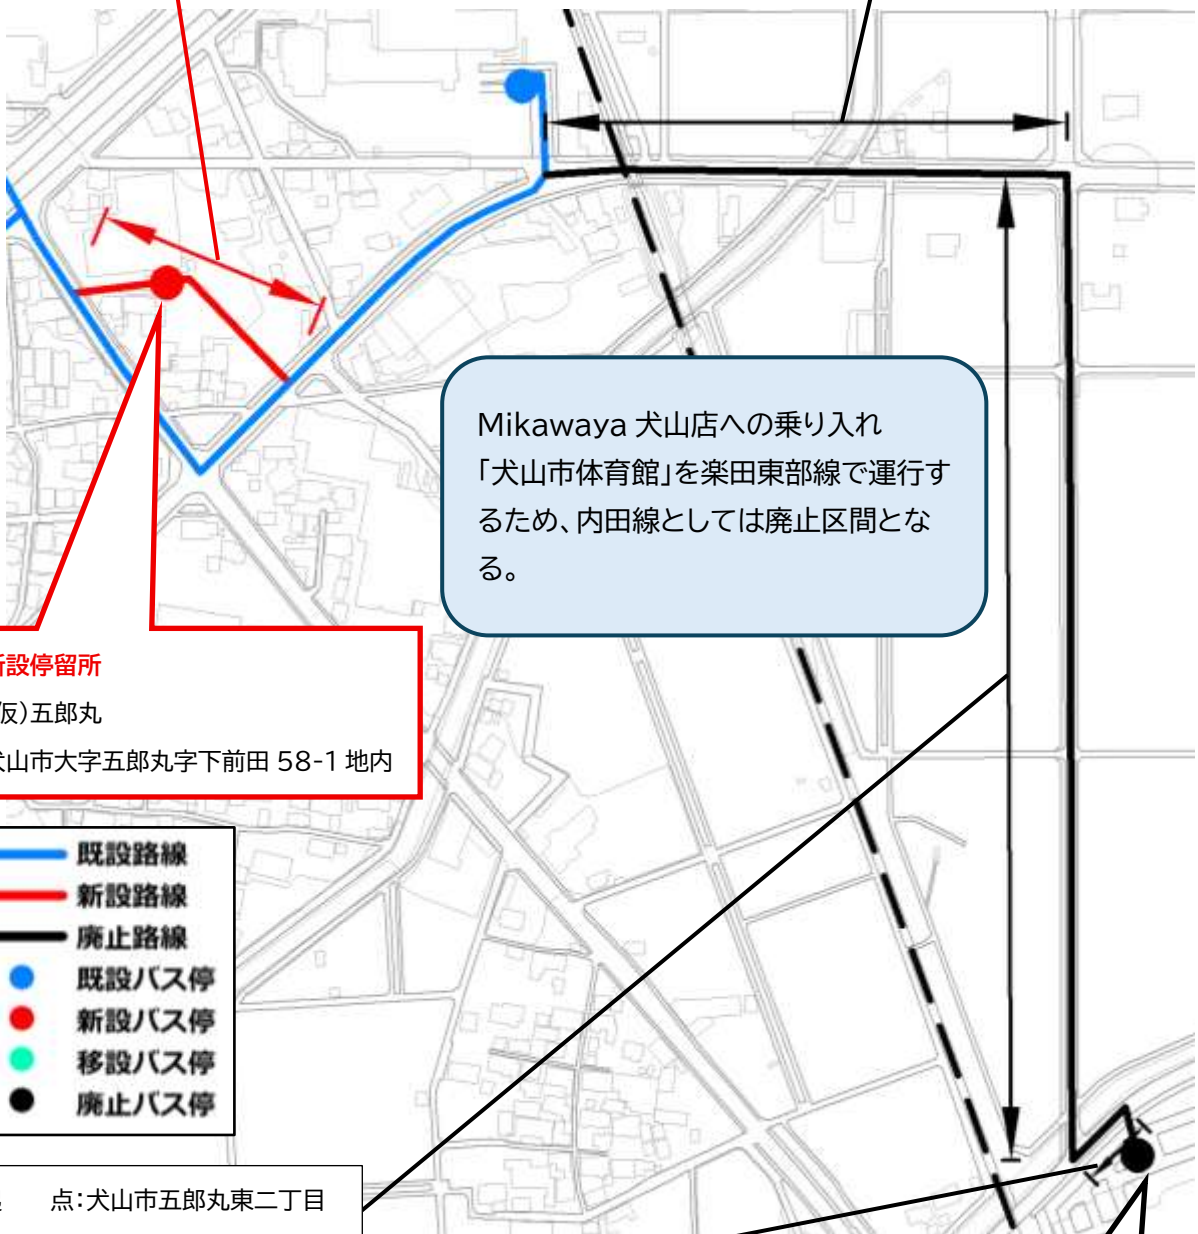 Mikawaya 犬山店への乗り入れ
「犬山市体育館」を楽田東部線で運行す
るため、内田線としては廃止区間とな
る。
新設停留所
仮）五郎丸
犬山市大字五郎丸字下前田 58-1 地内
既設路線
新設路線
廃止路線
既設バス停
新設バス停
移設バス停
廃止バス停
点：犬山市五郎丸東二丁目